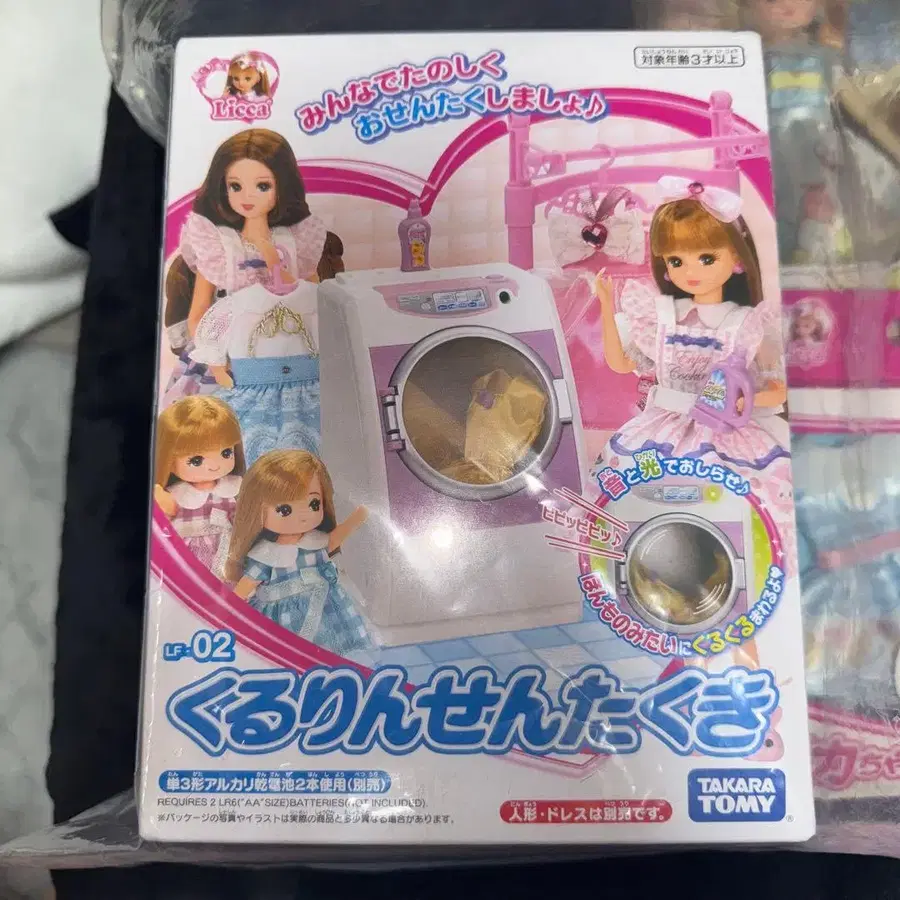 Licca
みんなでたのしく
おせんたくしましょ♪
対象年齢3才以上
Enjoy
音と光でおしらせ♪
ピピッピピッ♪
ほんものみたいにくるくるまわるよ♥
LF-02
くるりんせんたくき
単3形アルカリ乾電池2本使用(別売)
REQUIRES 2 LR6("AA"SIZE)BATTERIES(NOT INCLUDED)
※パッケージの写真やイラストは実際の商品と多少異なる場合があります。
人形・ドレスは別売です。
TAKARA
TOMY
®